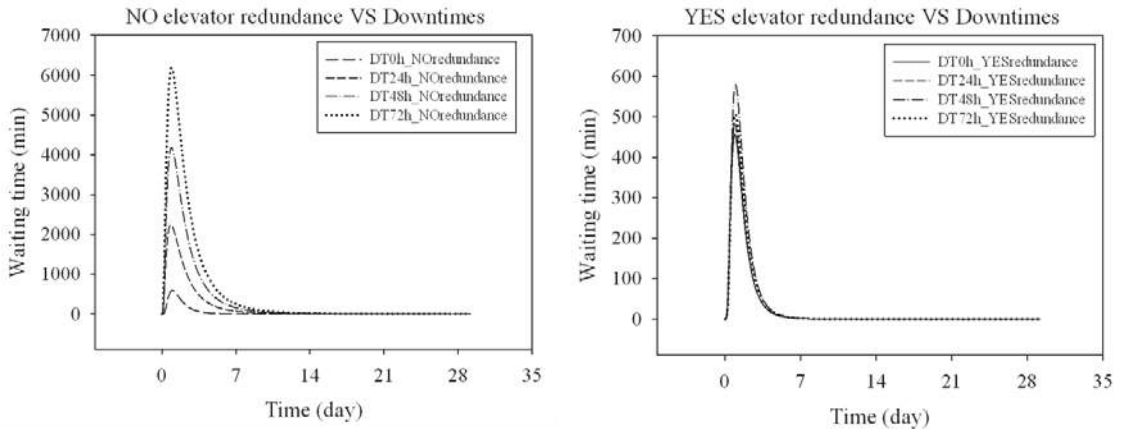 NO elevator redundance VS Downtimes
7000
6000
5000
4000
3000
2000
1000
0
Waiting time (min)
DT0h_NOredundance
DT24h_NOredundance
DT48h_NOredundance
DT72h_NOredundance
0 7 14 21 28 35
Time (day)
YES elevator redundance VS Downtimes
700
600
500
400
300
200
100
0
Waiting time (min)
DT0h_YESredundance
DT24h_YESredundance
DT48h_YESredundance
DT72h_YESredundance
0 7 14 21 28 35
Time (day)